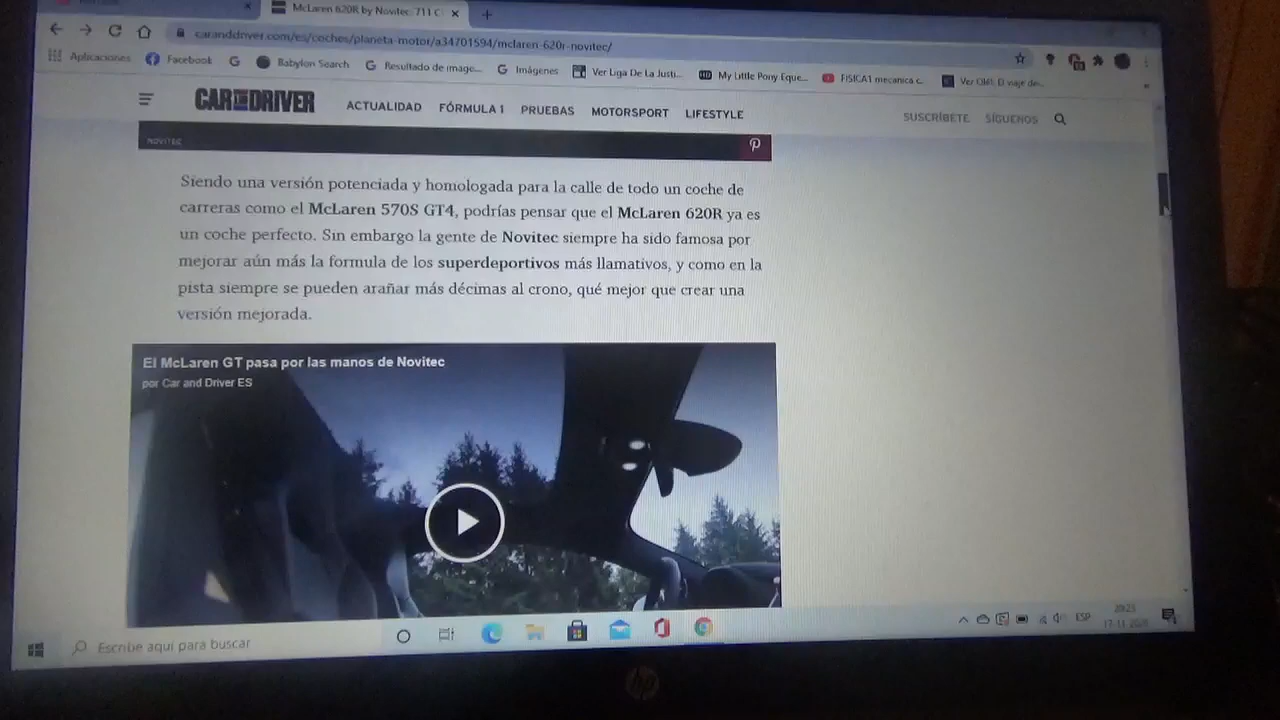 McLaren 620R by Novitec: 711 C
caranddriver.com/es/coches/planeta-motor/a34701594/mclaren-620r-novitec/
Aplicaciones Facebook Babylon Search Resultado de image... Imágenes Ver Liga De La Justi... My Little Pony Eque... FISICA1 mecanica c...
CAR AND DRIVER ACTUALIDAD FÓRMULA 1 PRUEBAS MOTORSPORT LIFESTYLE SUSCRÍBETE SÍGUENOS
NOVITEC
Siendo una versión potenciada y homologada para la calle de todo un coche de
carreras como el McLaren 570S GT4, podrías pensar que el McLaren 620R ya es
un coche perfecto. Sin embargo la gente de Novitec siempre ha sido famosa por
mejorar aún más la formula de los superdeportivos más llamativos, y como en la
pista siempre se pueden arañar más décimas al crono, qué mejor que crear una
versión mejorada.
El McLaren GT pasa por las manos de Novitec
por Car and Driver ES
Escribe aquí para buscar
ESP
20:23
hp